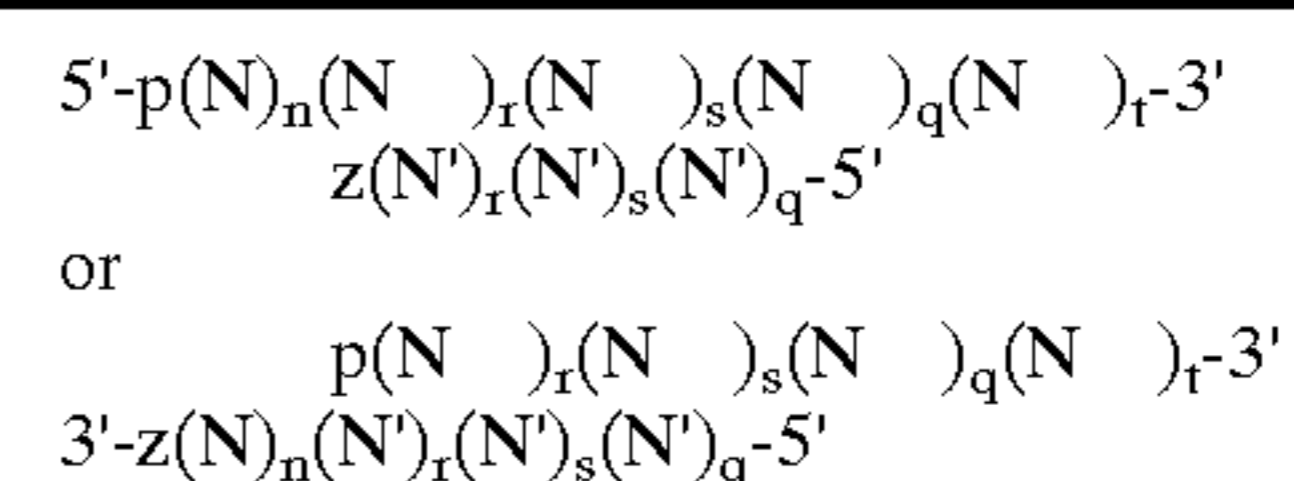 5'-p(N)ₙ(N )ᵣ(N )ₛ(N )q(N )ₜ-3'
z(N')ᵣ(N')ₛ(N')q-5'
or
p(N )ᵣ(N )ₛ(N )q(N )ₜ-3'
3'-z(N)ₙ(N')ᵣ(N')ₛ(N')q-5'